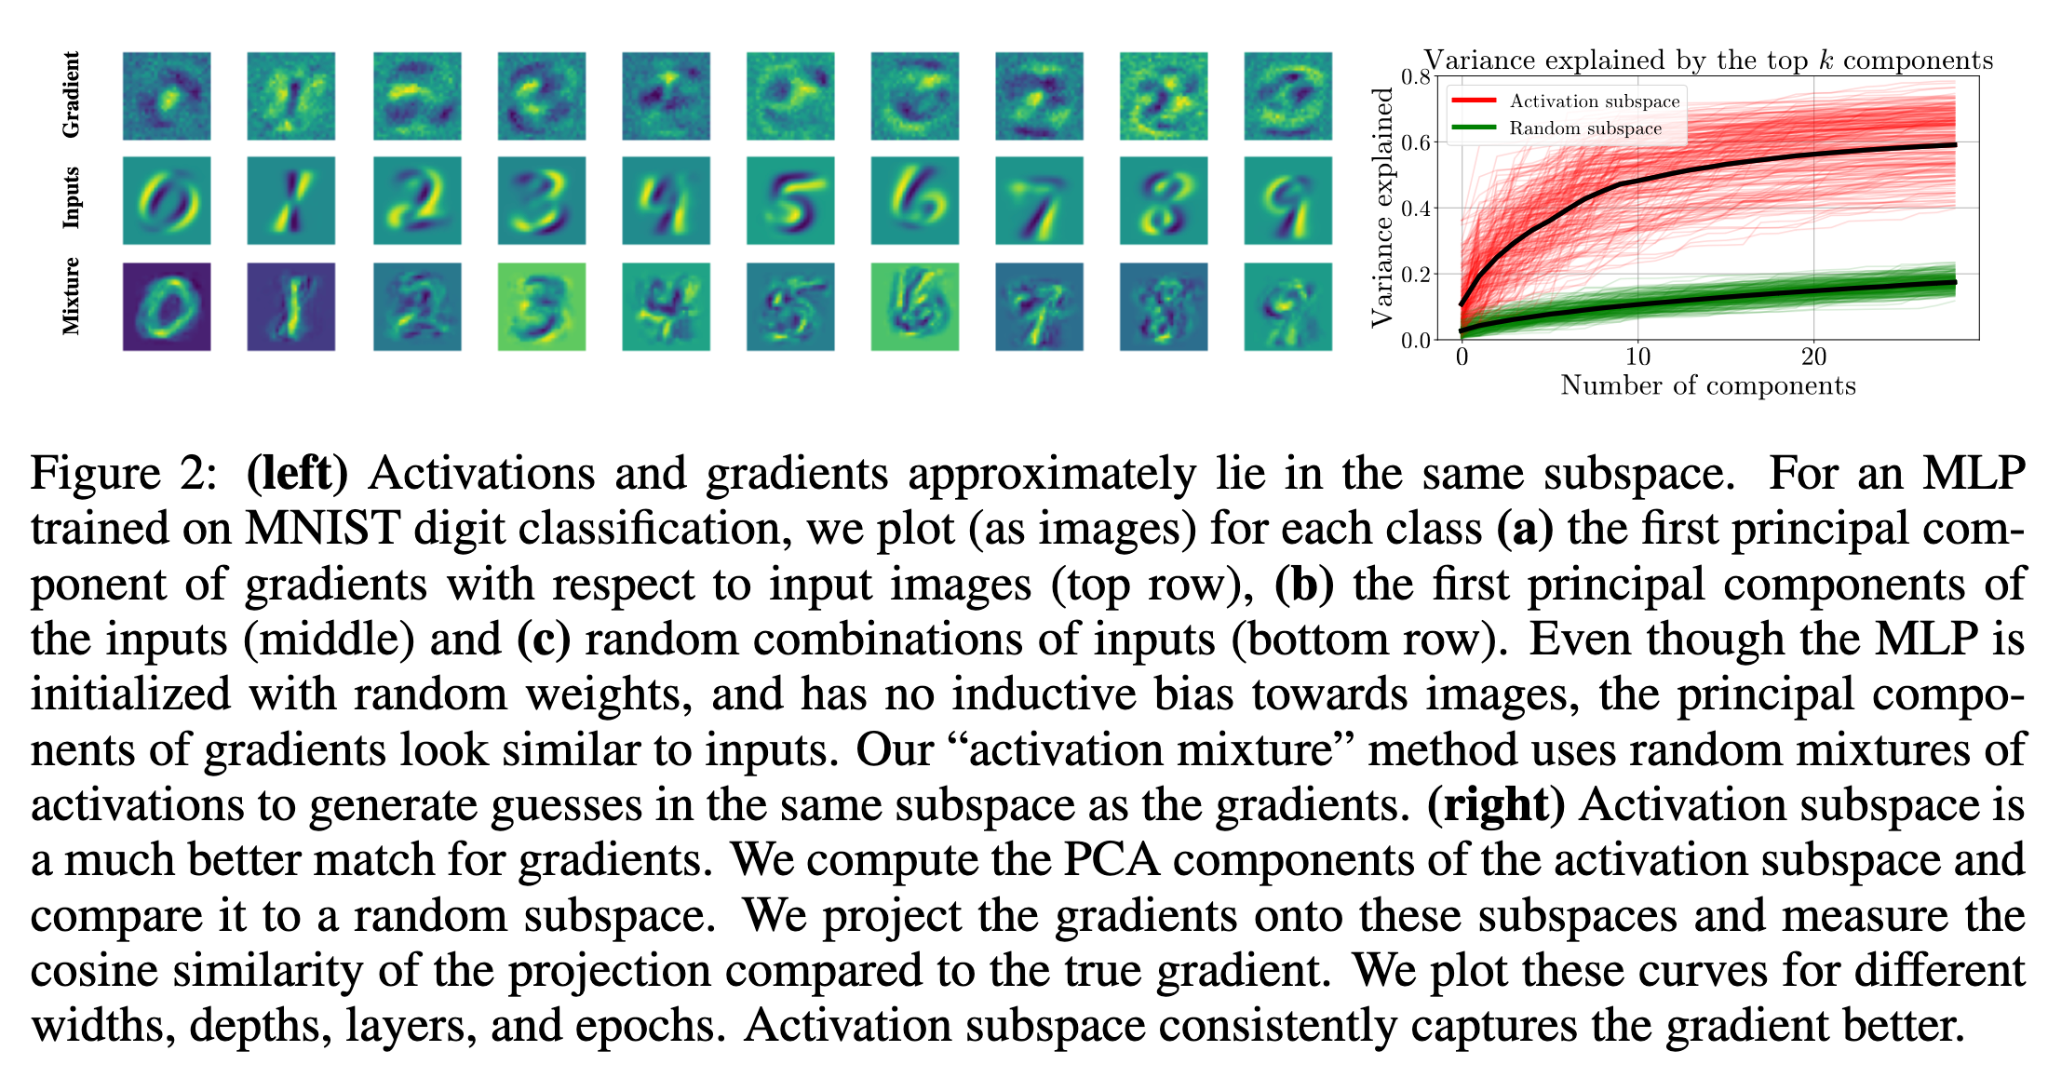 Gradient
Inputs
Mixture
Variance explained by the top k components
Variance explained
0.8
0.6
0.4
0.2
0.0
Activation subspace
Random subspace
0 10 20
Number of components
Figure 2: (left) Activations and gradients approximately lie in the same subspace. For an MLP
trained on MNIST digit classification, we plot (as images) for each class (a) the first principal com-
ponent of gradients with respect to input images (top row), (b) the first principal components of
the inputs (middle) and (c) random combinations of inputs (bottom row). Even though the MLP is
initialized with random weights, and has no inductive bias towards images, the principal compo-
nents of gradients look similar to inputs. Our “activation mixture” method uses random mixtures of
activations to generate guesses in the same subspace as the gradients. (right) Activation subspace is
a much better match for gradients. We compute the PCA components of the activation subspace and
compare it to a random subspace. We project the gradients onto these subspaces and measure the
cosine similarity of the projection compared to the true gradient. We plot these curves for different
widths, depths, layers, and epochs. Activation subspace consistently captures the gradient better.